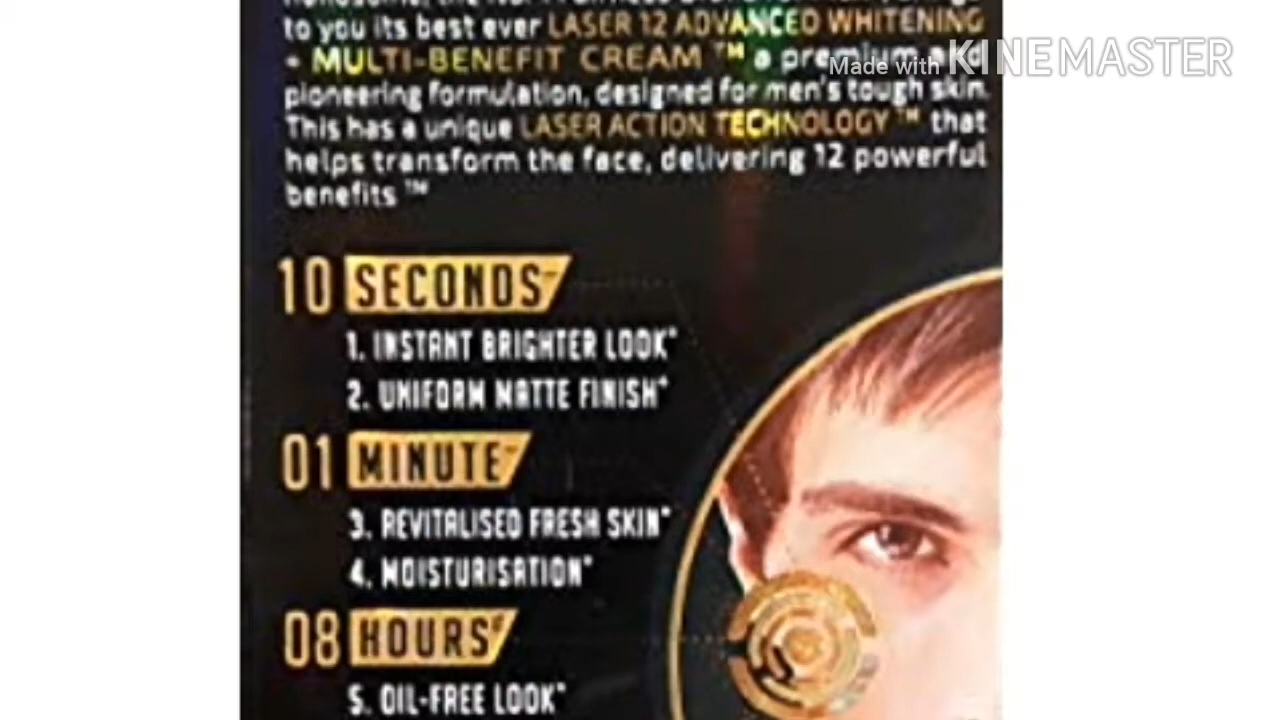 to you its best ever LASER 12 ADVANCED WHITENING
+ MULTI-BENEFIT CREAM ™ a premium and
Made with KINEMASTER
pioneering formulation, designed for men's tough skin.
This has a unique LASER ACTION TECHNOLOGY ™ that
helps transform the face, delivering 12 powerful
benefits ™
10 SECONDS~
1. INSTANT BRIGHTER LOOK*
2. UNIFORM MATTE FINISH*
01 MINUTE~
3. REVITALISED FRESH SKIN*
4. MOISTURISATION*
08 HOURS#
5. OIL-FREE LOOK*